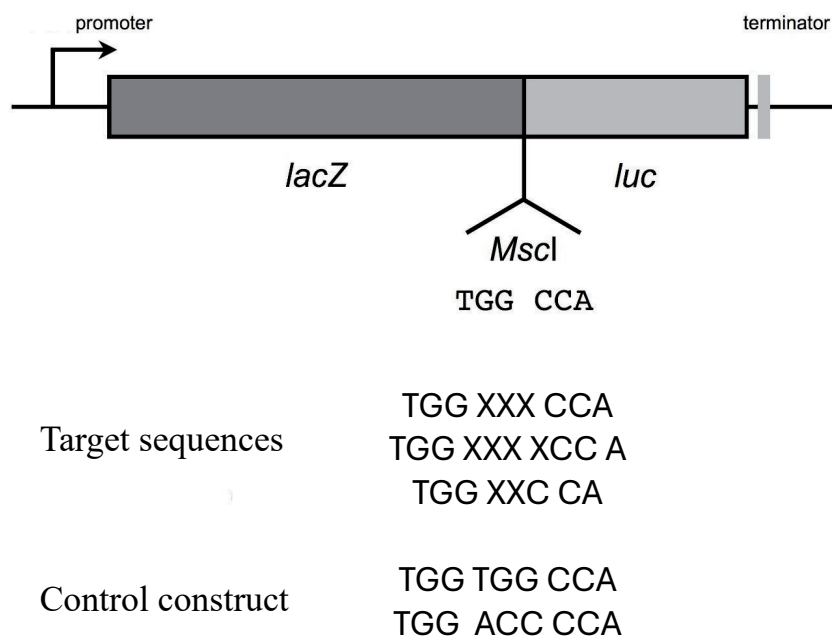 promoter
terminator
lacZ
luc
MscI
TGG CCA
TGG XXX CCA
Target sequences
TGG XXX XCC A
TGG XXC CA
TGG TGG CCA
Control construct
TGG ACC CCA